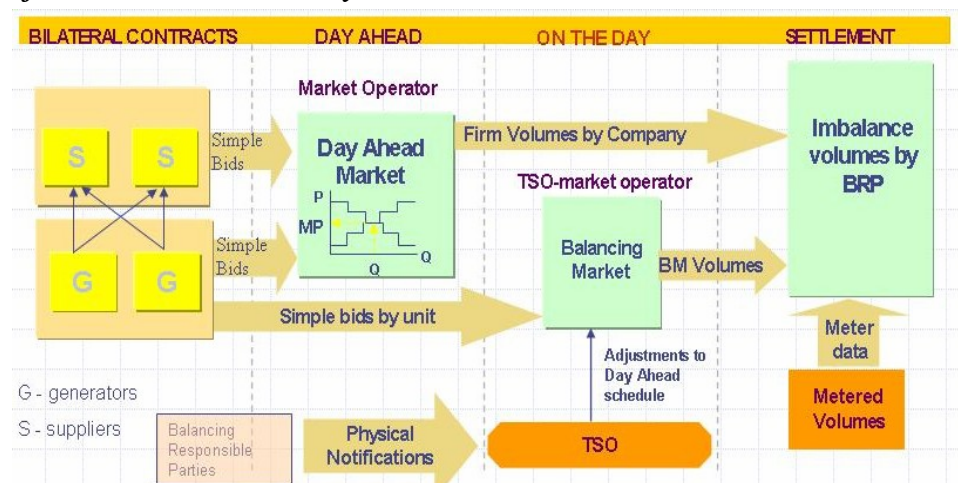 BILATERAL CONTRACTS
DAY AHEAD
ON THE DAY
SETTLEMENT
Market Operator
S
S
Simple
Bids
Day Ahead
Market
P
MP
Q
Q
Firm Volumes by Company
Imbalance
volumes by
BRP
TSO-market operator
G
G
Simple
Bids
Balancing
Market
BM Volumes
Simple bids by unit
Adjustments to
Day Ahead
schedule
Meter
data
G - generators
S - suppliers
Balancing
Responsible
Parties
Physical
Notifications
TSO
Metered
Volumes